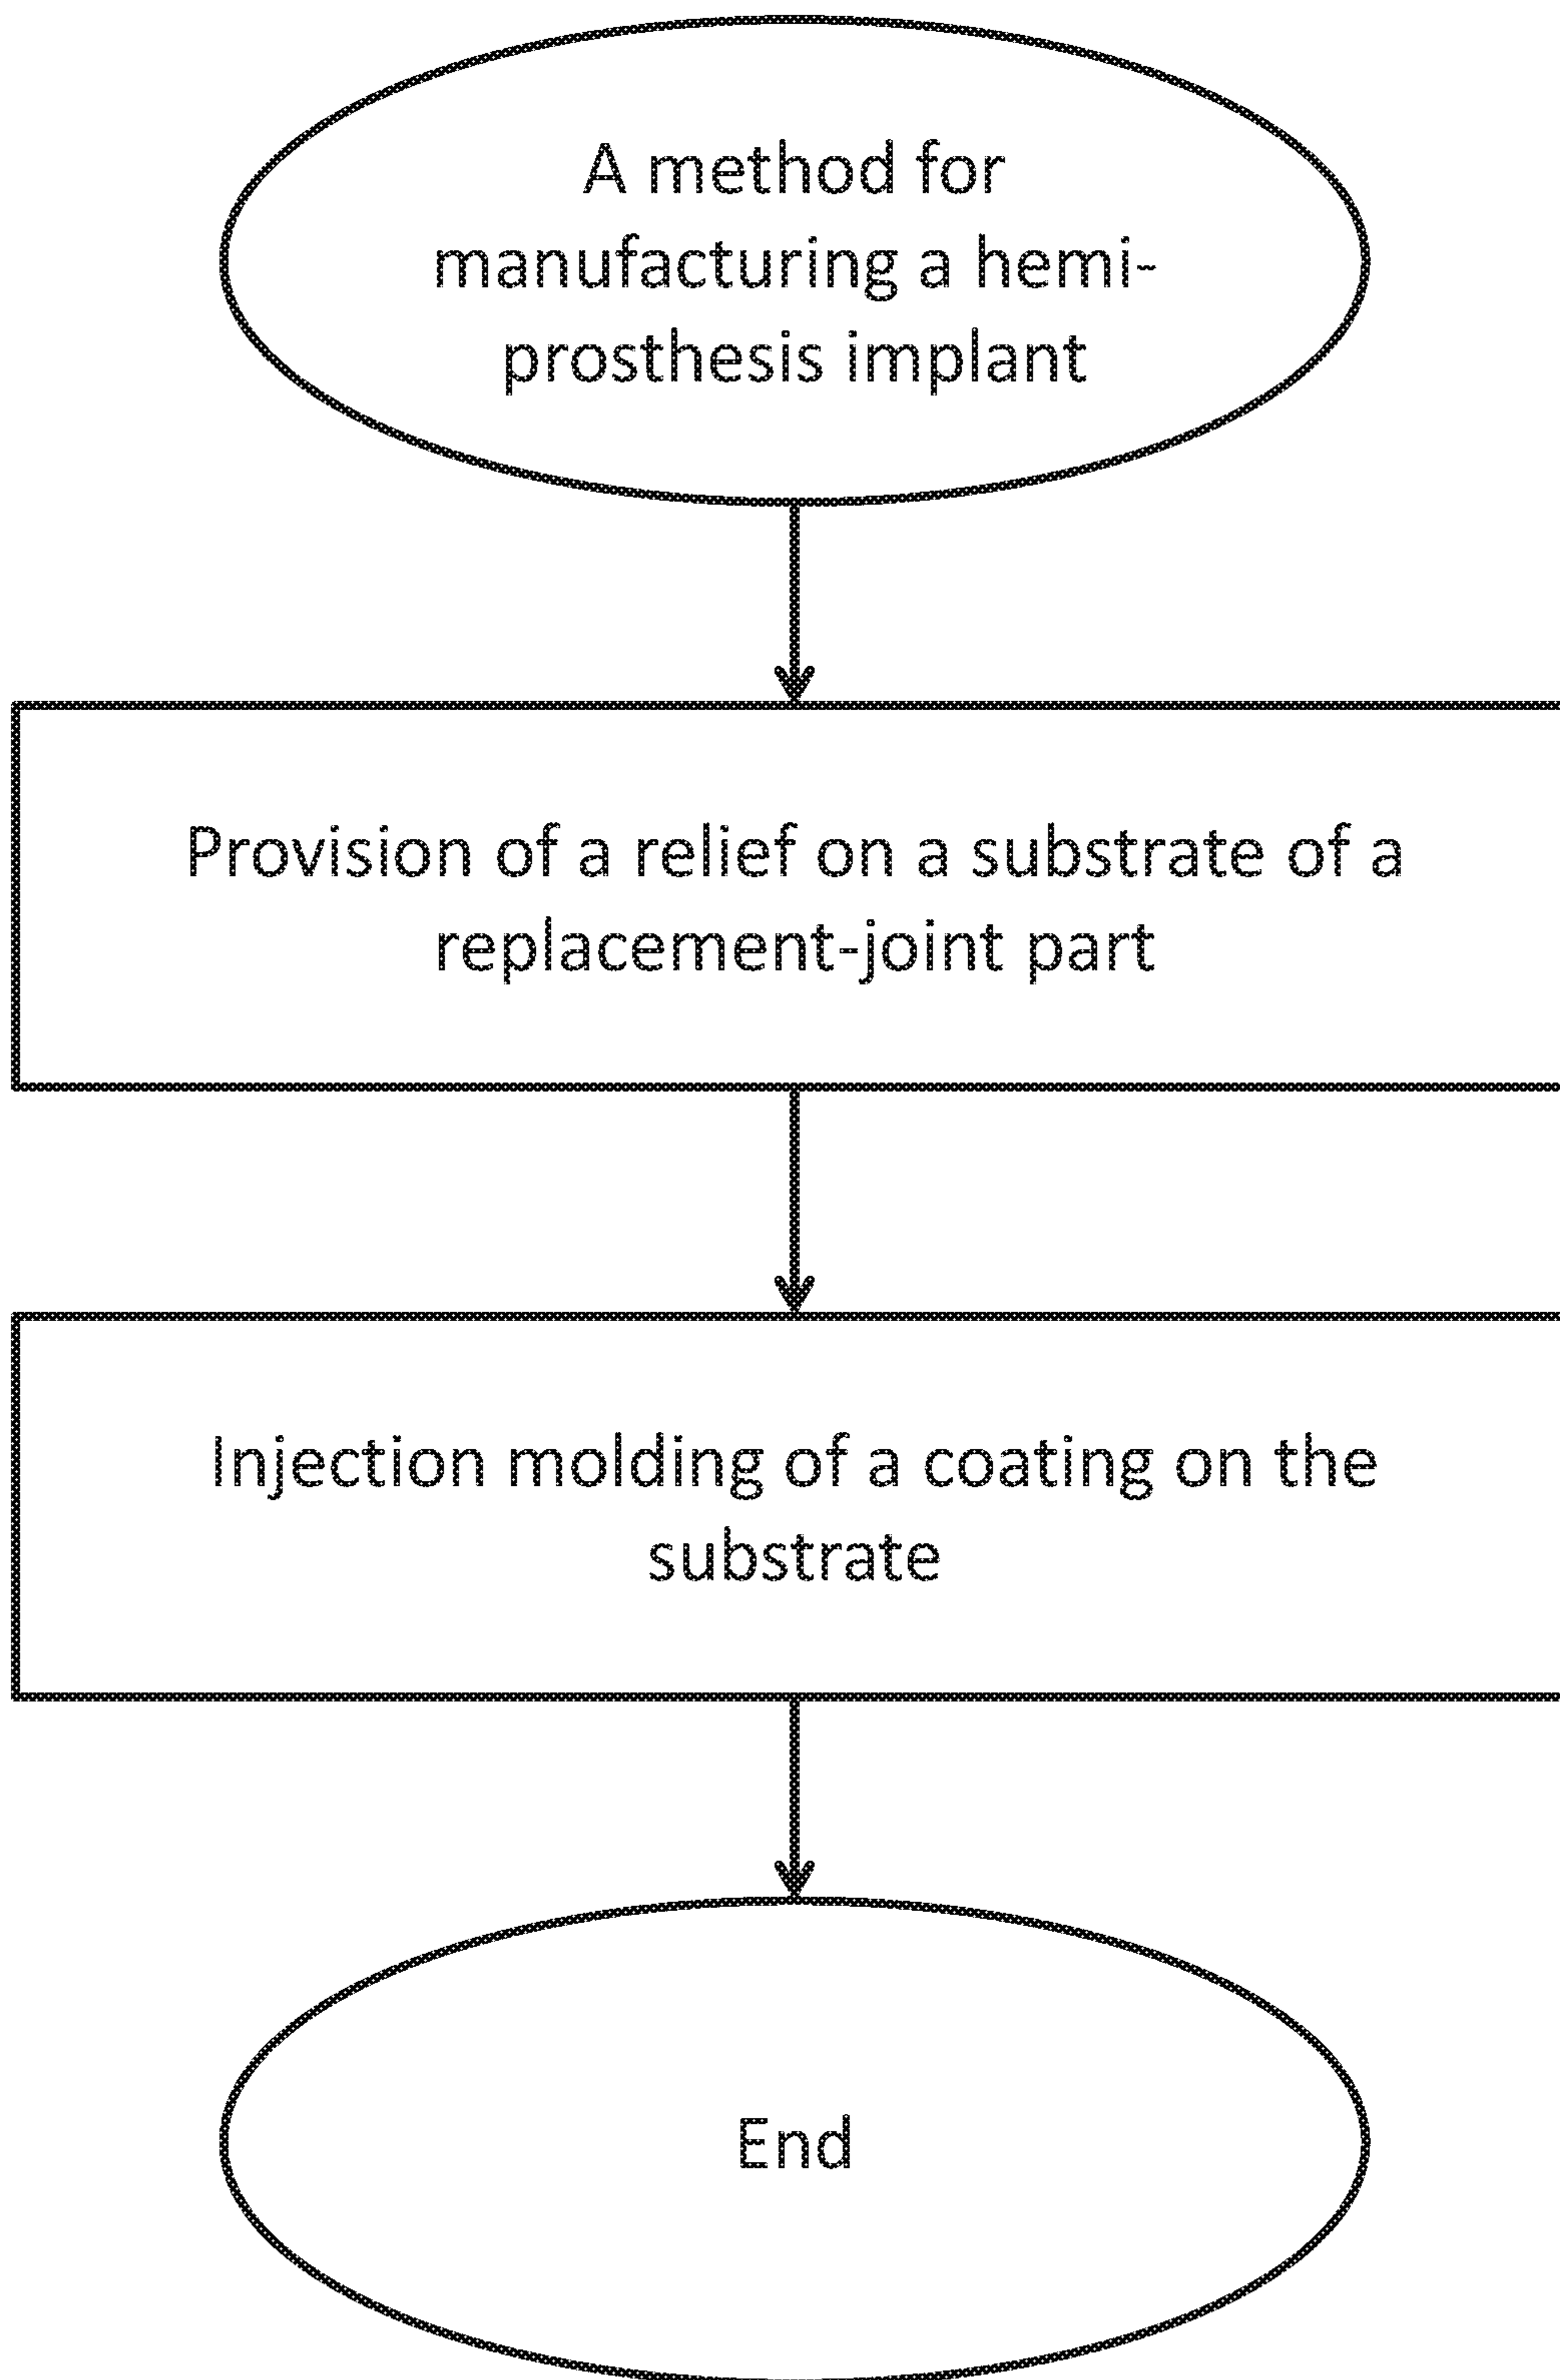 A method for
manufacturing a hemi-
prosthesis implant
Provision of a relief on a substrate of a
replacement-joint part
Injection molding of a coating on the
substrate
End